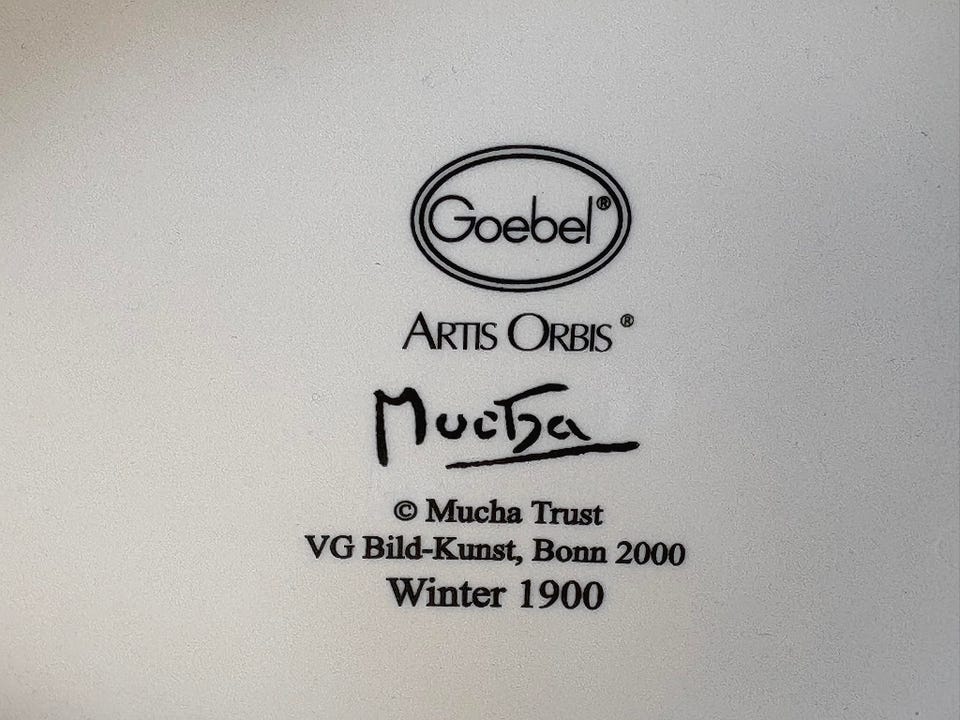 Goebel®
ARTIS ORBIS®
Mucha
© Mucha Trust
VG Bild-Kunst, Bonn 2000
Winter 1900